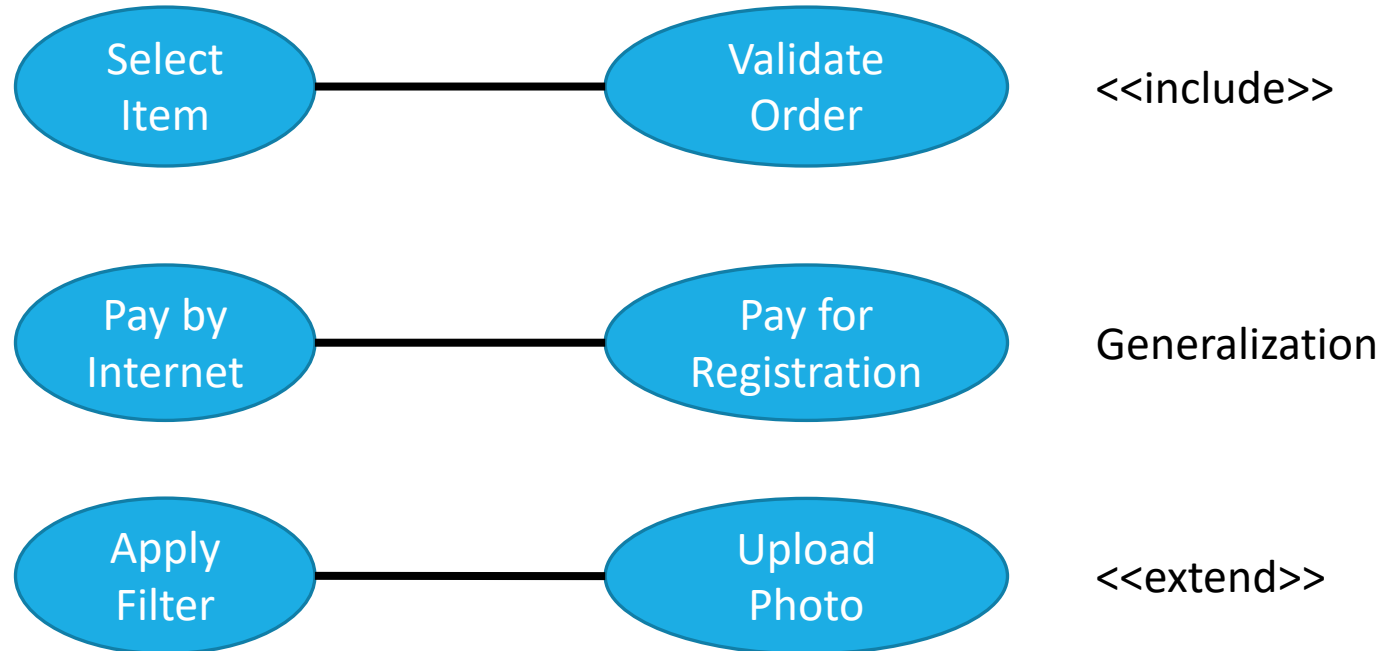 Select
Item
Validate
Order
<<include>>
Pay by
Internet
Pay for
Registration
Generalization
Apply
Filter
Upload
Photo
<<extend>>